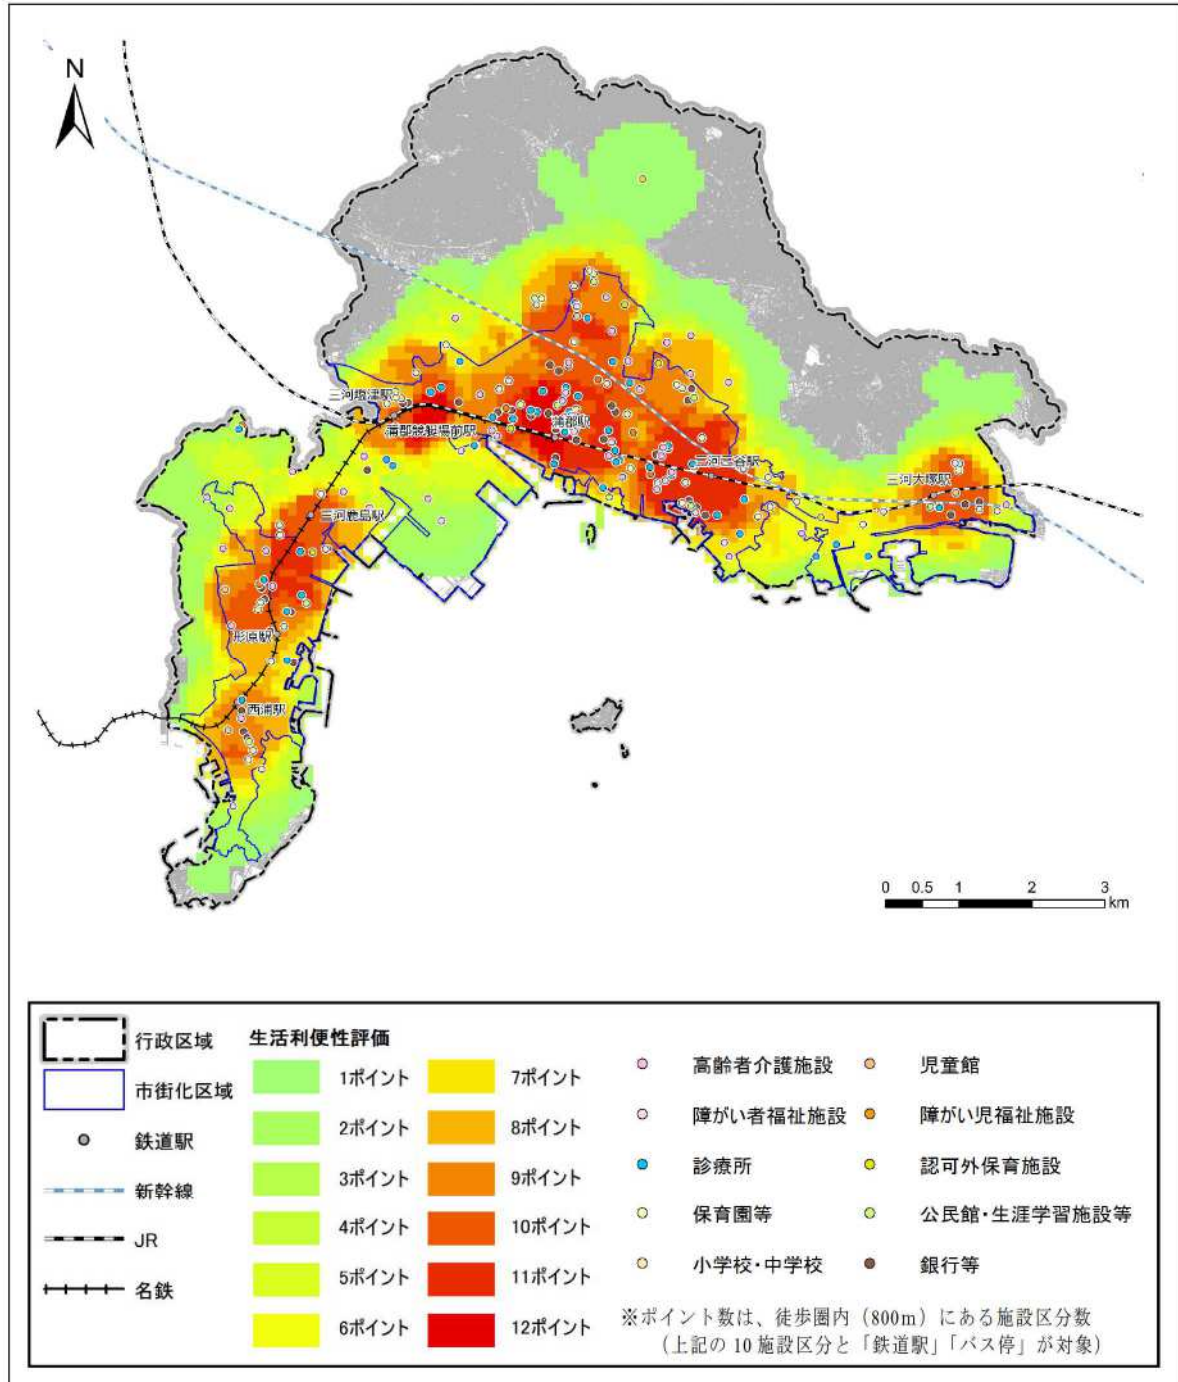 N
三河塩津駅
蒲郡競艇場前駅
蒲郡駅
三河三谷駅
三河大塚駅
三河鹿島駅
形原駅
西浦駅
0 0.5 1 2 3
km
行政区域
市街化区域
鉄道駅
新幹線
JR
名鉄
生活利便性評価
1ポイント
2ポイント
3ポイント
4ポイント
5ポイント
6ポイント
7ポイント
8ポイント
9ポイント
10ポイント
11ポイント
12ポイント
高齢者介護施設
障がい者福祉施設
診療所
保育園等
小学校・中学校
児童館
障がい児福祉施設
認可外保育施設
公民館・生涯学習施設等
銀行等
※ポイント数は、徒歩圏内（800m）にある施設区分数
（上記の 10 施設区分と「鉄道駅」「バス停」が対象）